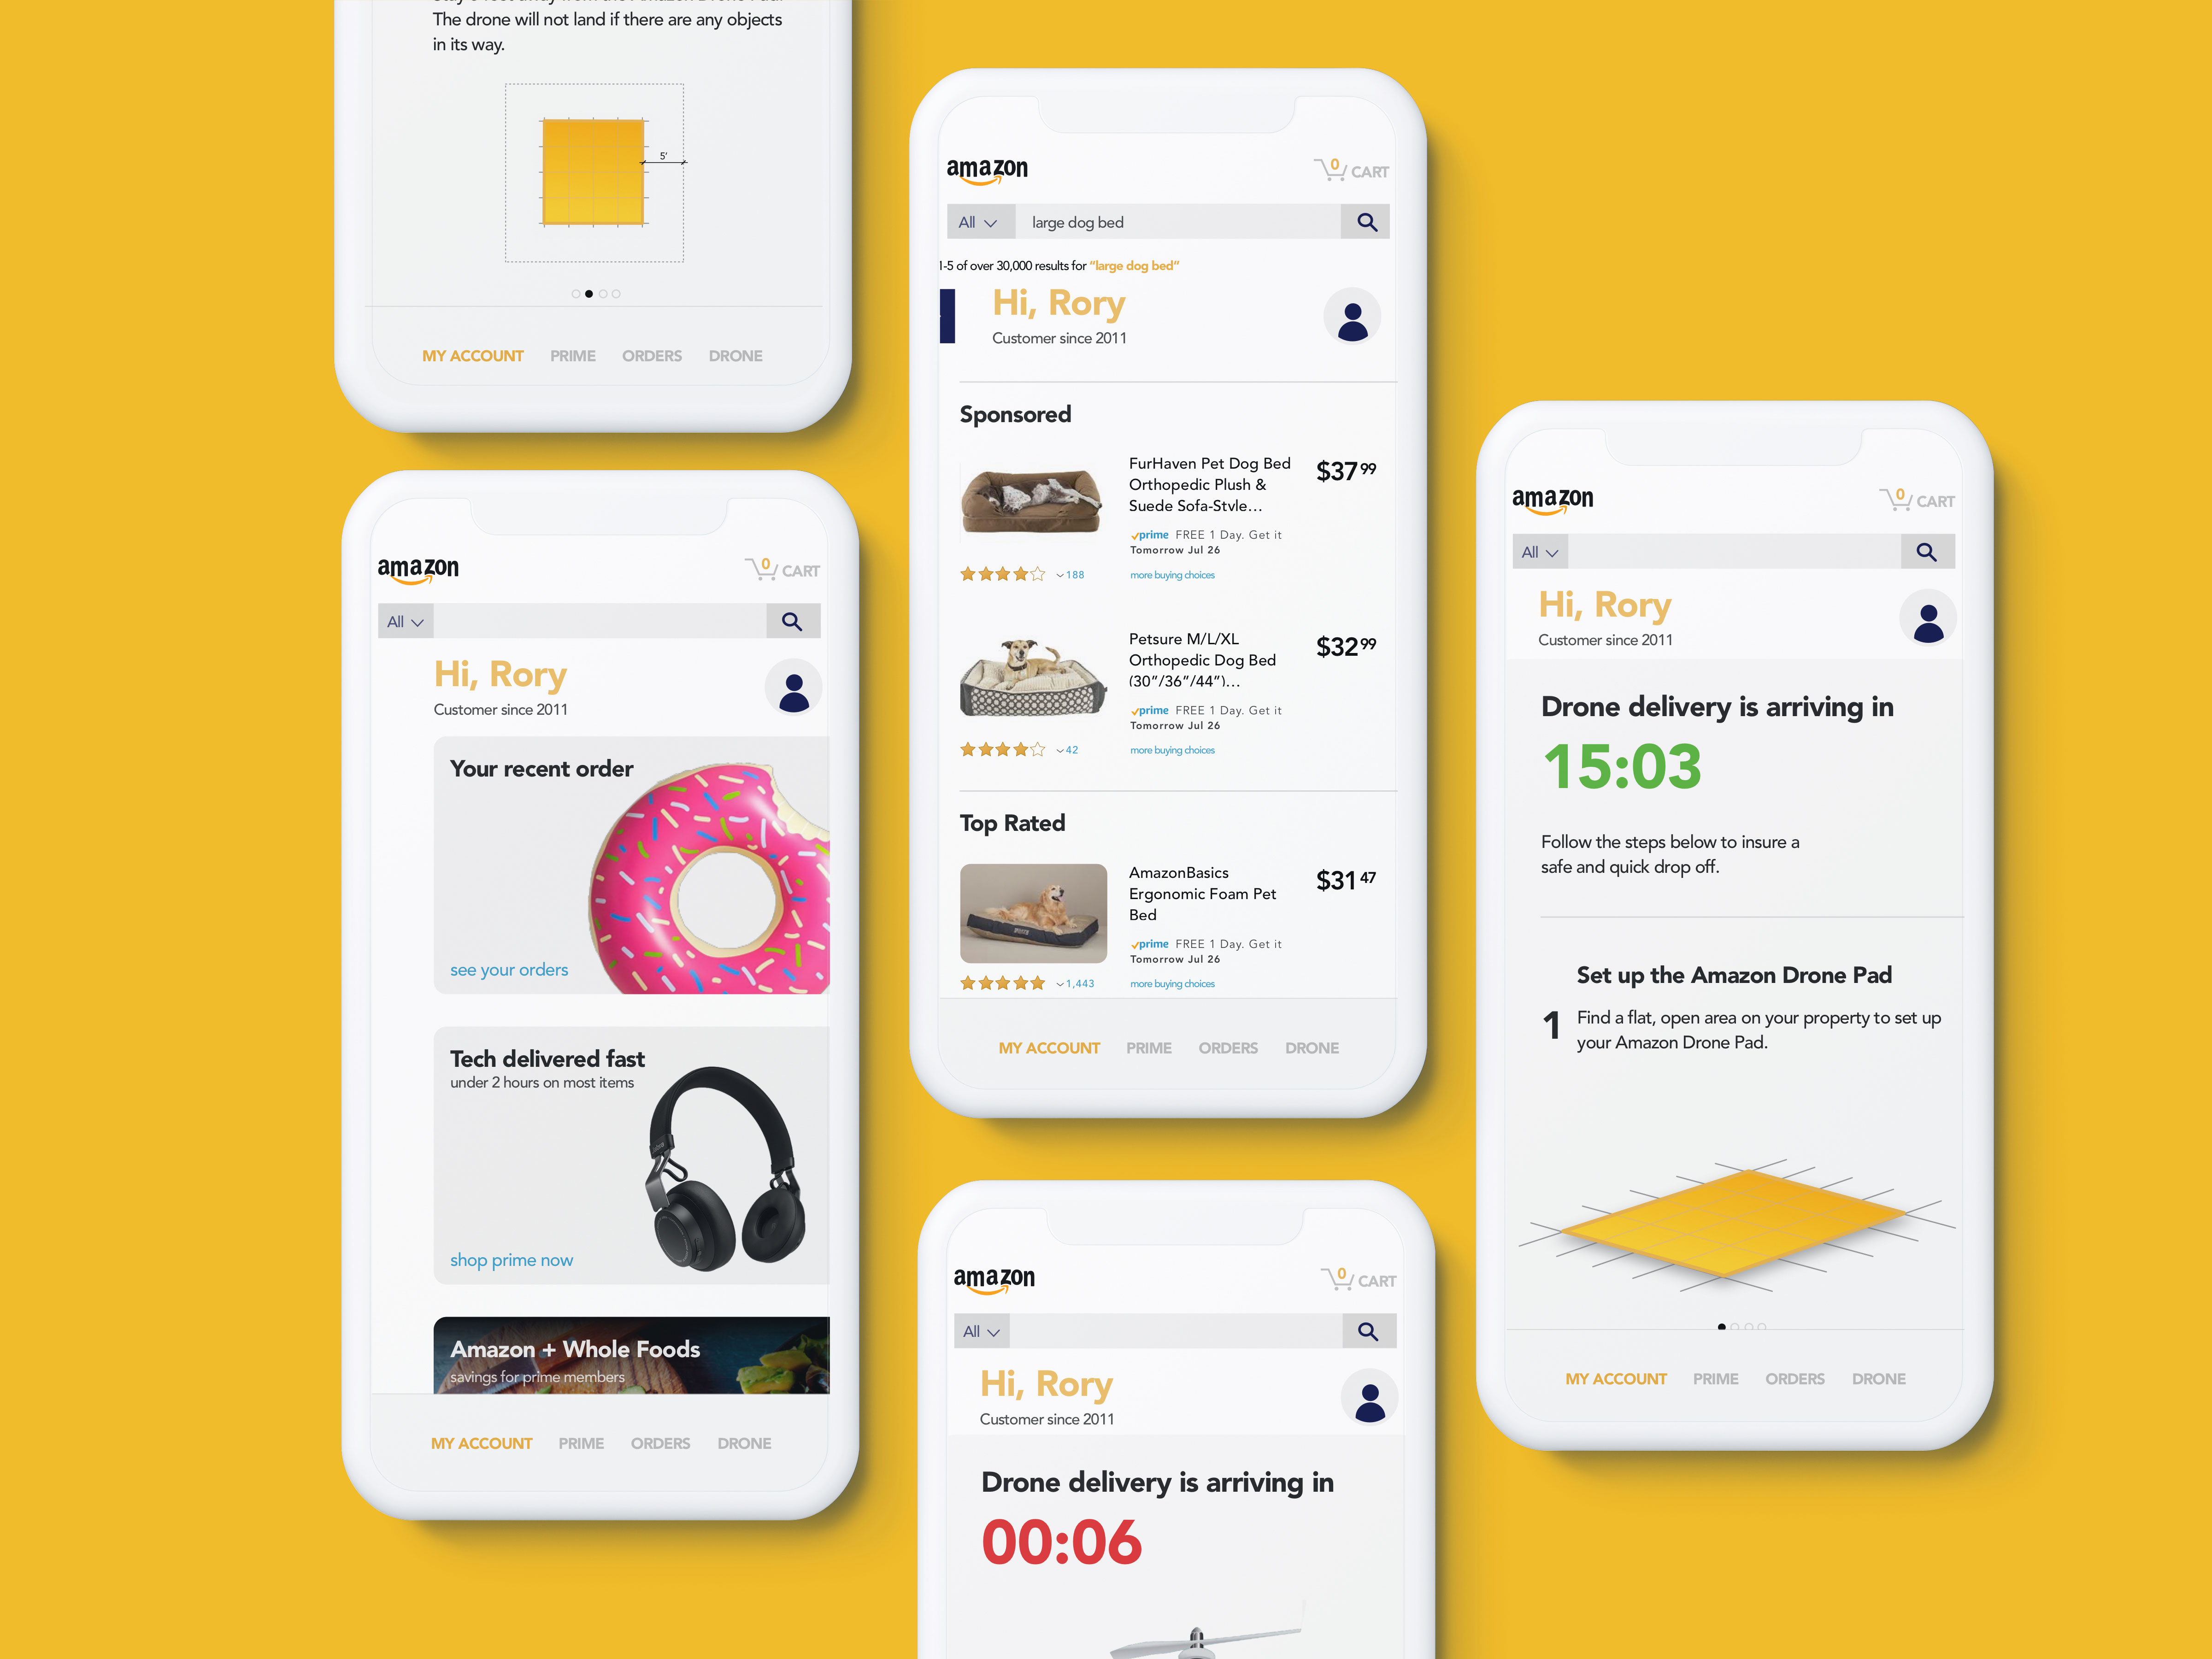 The drone will not land if there are any objects
in its way.
5'
MY ACCOUNT PRIME ORDERS DRONE
amazon
0 CART
All
Hi, Rory
Customer since 2011
Your recent order
see your orders
Tech delivered fast
under 2 hours on most items
shop prime now
Amazon + Whole Foods
savings for prime members
MY ACCOUNT PRIME ORDERS DRONE
amazon
0 CART
All large dog bed
1-5 of over 30,000 results for "large dog bed"
Hi, Rory
Customer since 2011
Sponsored
FurHaven Pet Dog Bed
Orthopedic Plush &
Suede Sofa-Style...
$37 99
prime FREE 1 Day. Get it
Tomorrow Jul 26
188
more buying choices
Petsure M/L/XL
Orthopedic Dog Bed
(30"/36"/44")...
$32 99
prime FREE 1 Day. Get it
Tomorrow Jul 26
42
more buying choices
Top Rated
AmazonBasics
Ergonomic Foam Pet
Bed
$31 47
prime FREE 1 Day. Get it
Tomorrow Jul 26
1,443
more buying choices
MY ACCOUNT PRIME ORDERS DRONE
amazon
0 CART
All
Hi, Rory
Customer since 2011
Drone delivery is arriving in
00:06
amazon
0 CART
All
Hi, Rory
Customer since 2011
Drone delivery is arriving in
15:03
Follow the steps below to insure a
safe and quick drop off.
Set up the Amazon Drone Pad
1 Find a flat, open area on your property to set up
your Amazon Drone Pad.
MY ACCOUNT PRIME ORDERS DRONE